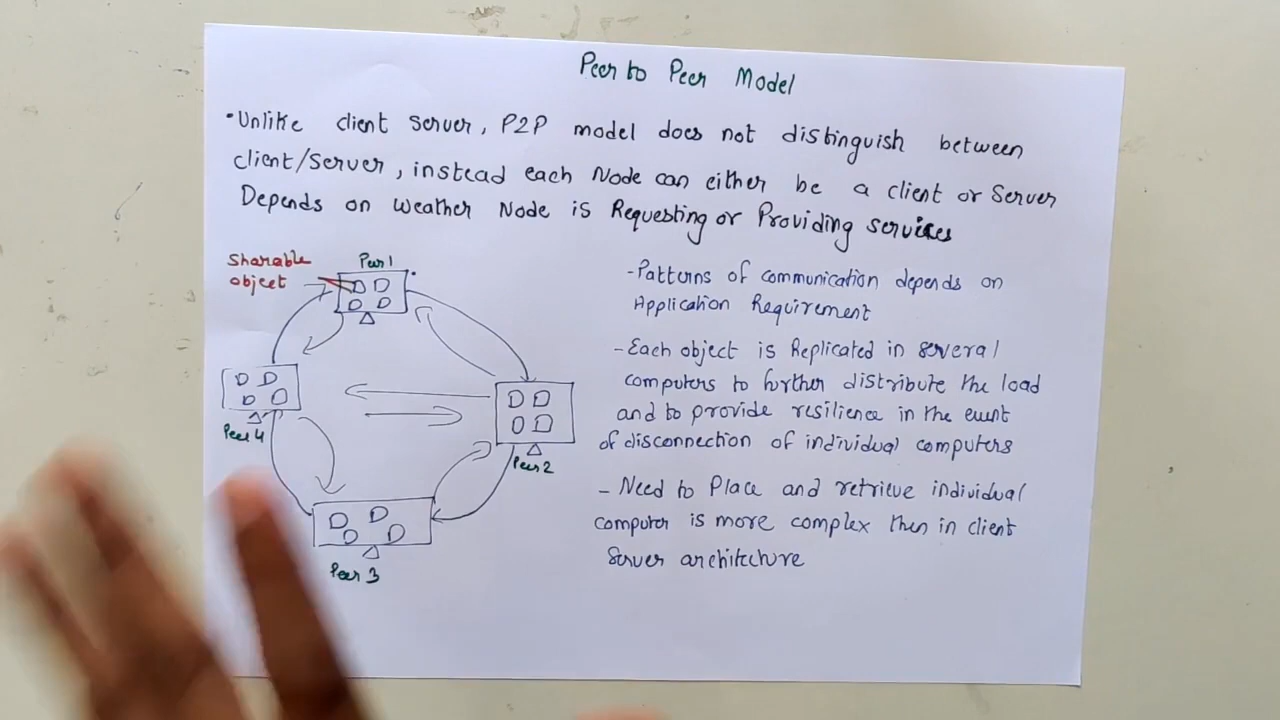 Peer to Peer Model
• Unlike client server, P2P model does not distinguish between
client/server, instead each Node can either be a client or Server
Depends on weather Node is Requesting or Providing services
Sharable
object
Peer 1
Peer 4
Peer 2
Peer 3
- Patterns of communication depends on
Application Requirement
- Each object is Replicated in several
computers to further distribute the load
and to provide resilience in the event
of disconnection of individual computers
- Need to Place and retrieve individual
computer is more complex then in client
Server architecture